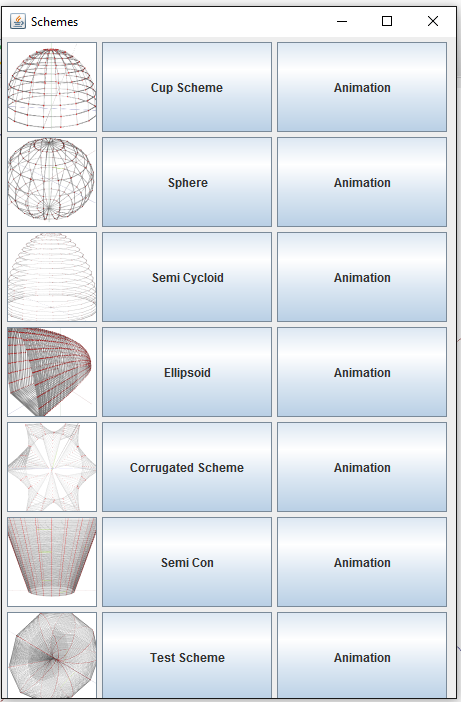 Schemes
Cup Scheme Animation
Sphere Animation
Semi Cycloid Animation
Ellipsoid Animation
Corrugated Scheme Animation
Semi Con Animation
Test Scheme Animation